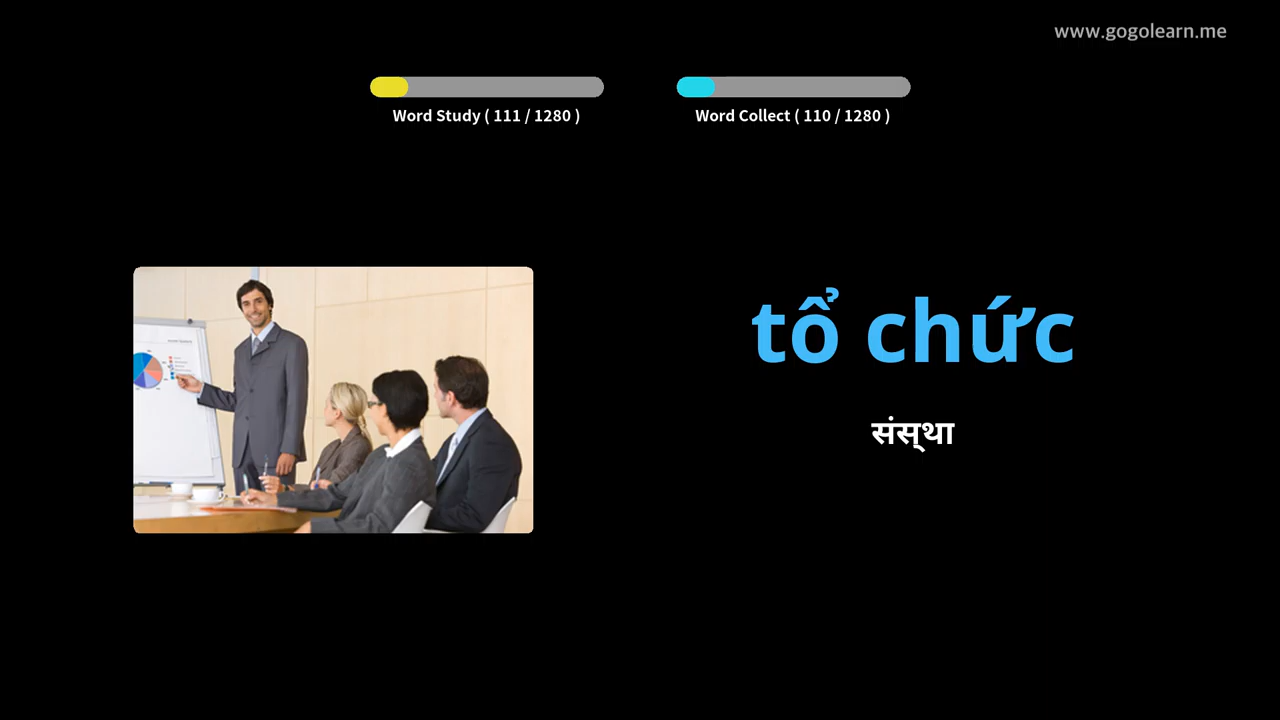 www.gogolearn.me
Word Study ( 111 / 1280 )
Word Collect ( 110 / 1280 )
tổ chức
संस्था